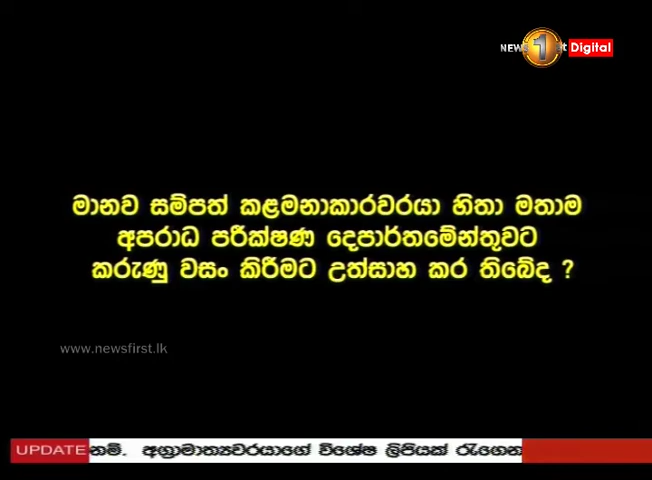 NEWS 1st Digital
මානව සම්පත් කළමනාකාරවරයා හිතා මතාම
අපරාධ පරීක්ෂණ දෙපාර්තමේන්තුවට
කරුණු වසං කිරීමට උත්සාහ කර තිබේද ?
www.newsfirst.lk
UPDATE නම්. අග්‍රාමාත්‍යවරයාගේ විශේෂ ලිපියක් රැගෙන